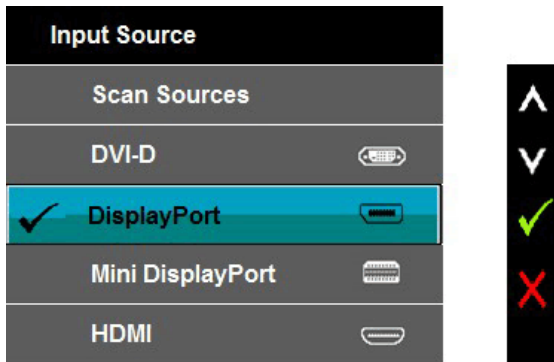 Input Source
Scan Sources
DVI-D
DisplayPort
Mini DisplayPort
HDMI